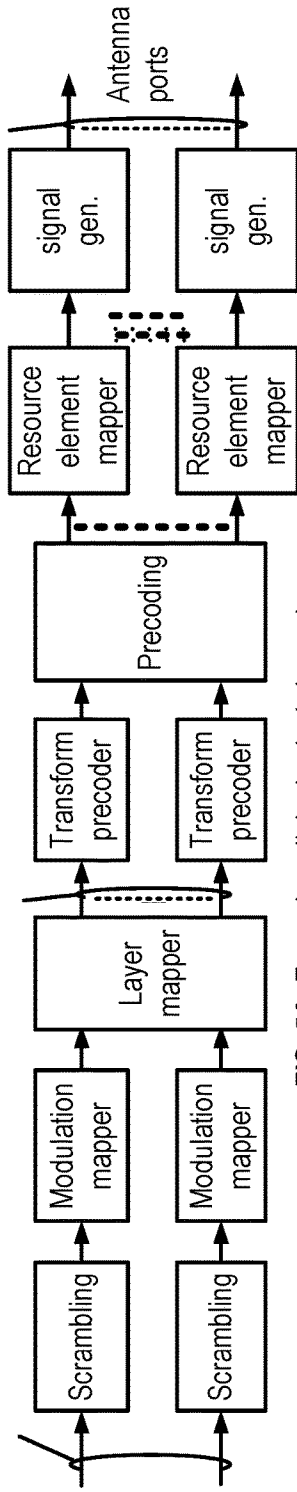 Scrambling
Modulation
mapper
Layer
mapper
Transform
precoder
Precoding
Resource
element
mapper
signal
gen.
Antenna
ports
Scrambling
Modulation
mapper
Transform
precoder
Resource
element
mapper
signal
gen.